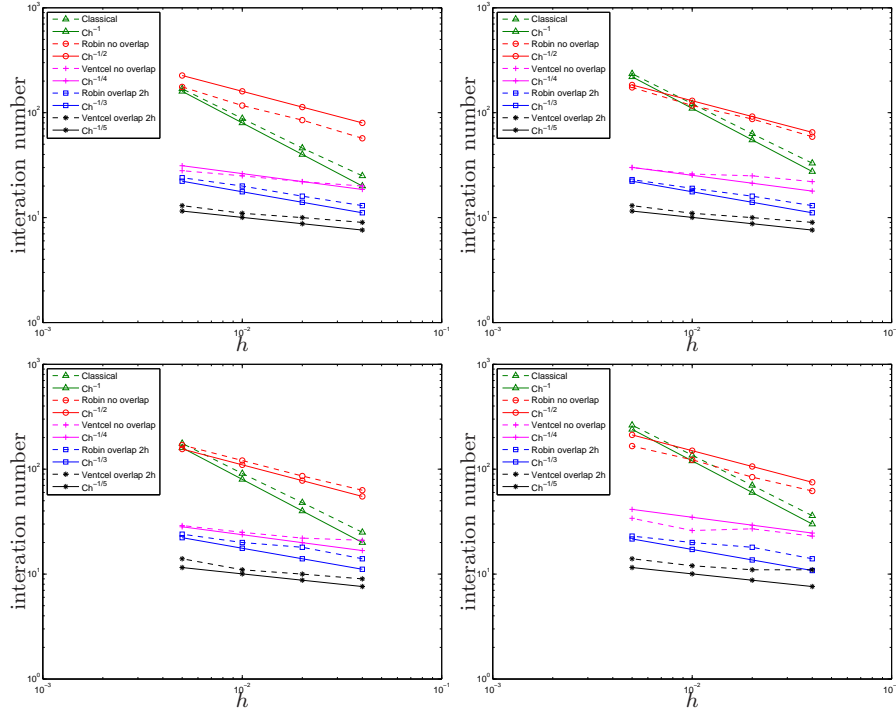 interation number
10^3
10^2
10^1
10^0
Classical
Ch^-1
Robin no overlap
Ch^-1/2
Ventcel no overlap
Ch^-1/4
Robin overlap 2h
Ch^-1/3
Ventcel overlap 2h
Ch^-1/5
10^-3
10^-2
10^-1
h
interation number
10^3
10^2
10^1
10^0
Classical
Ch^-1
Robin no overlap
Ch^-1/2
Ventcel no overlap
Ch^-1/4
Robin overlap 2h
Ch^-1/3
Ventcel overlap 2h
Ch^-1/5
10^-3
10^-2
10^-1
h
interation number
10^3
10^2
10^1
10^0
Classical
Ch^-1
Robin no overlap
Ch^-1/2
Ventcel no overlap
Ch^-1/4
Robin overlap 2h
Ch^-1/3
Ventcel overlap 2h
Ch^-1/5
10^-3
10^-2
10^-1
h
interation number
10^3
10^2
10^1
10^0
Classical
Ch^-1
Robin no overlap
Ch^-1/2
Ventcel no overlap
Ch^-1/4
Robin overlap 2h
Ch^-1/3
Ventcel overlap 2h
Ch^-1/5
10^-3
10^-2
10^-1
h